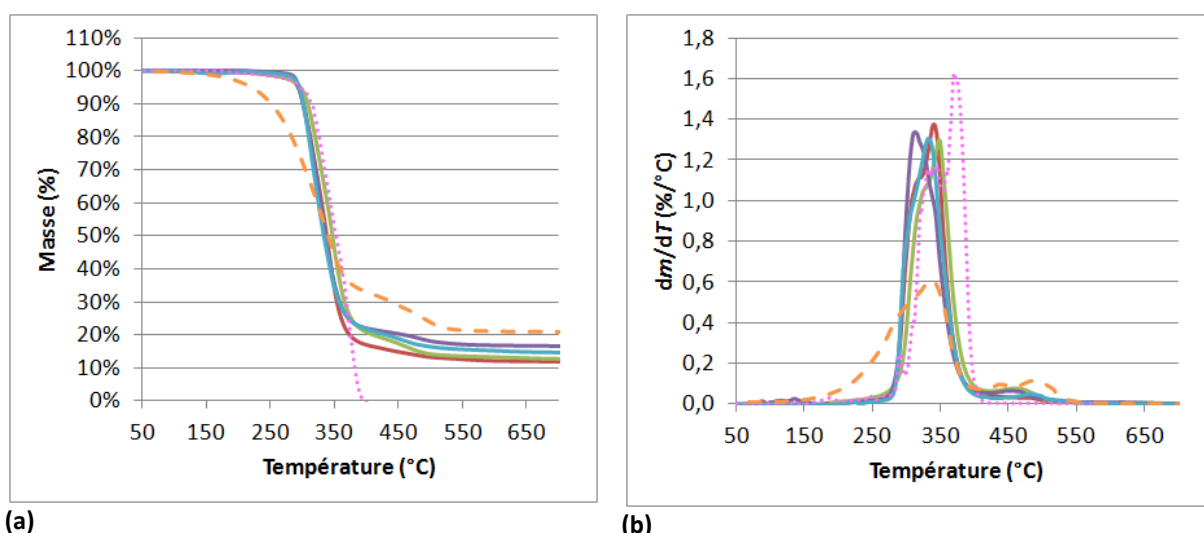 110%
100%
90%
80%
70%
60%
50%
40%
30%
20%
10%
0%
Masse (%)
50 150 250 350 450 550 650
Température (°C)
(a)
1,8
1,6
1,4
1,2
1,0
0,8
0,6
0,4
0,2
0,0
dm/dT (%/°C)
50 150 250 350 450 550 650
Température (°C)
(b)